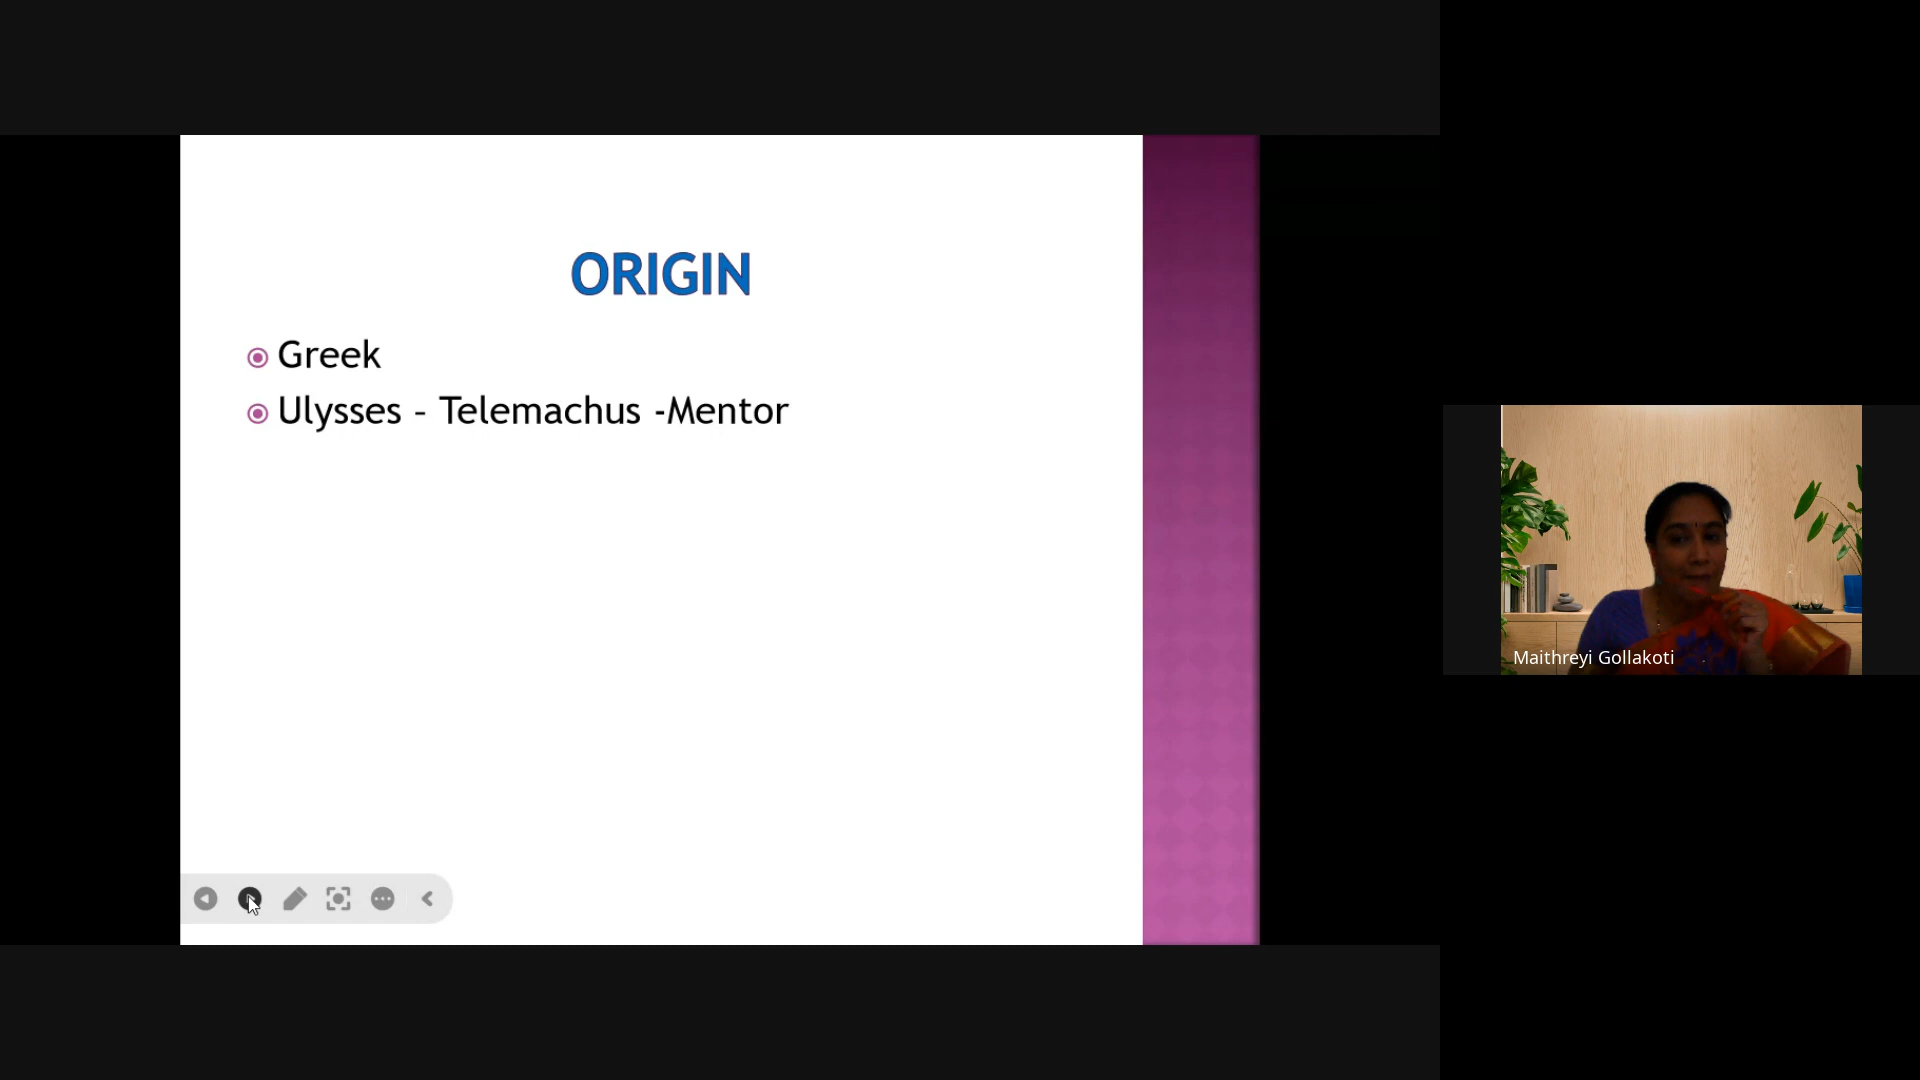 ORIGIN
Greek
Ulysses – Telemachus -Mentor
Maithreyi Gollakoti